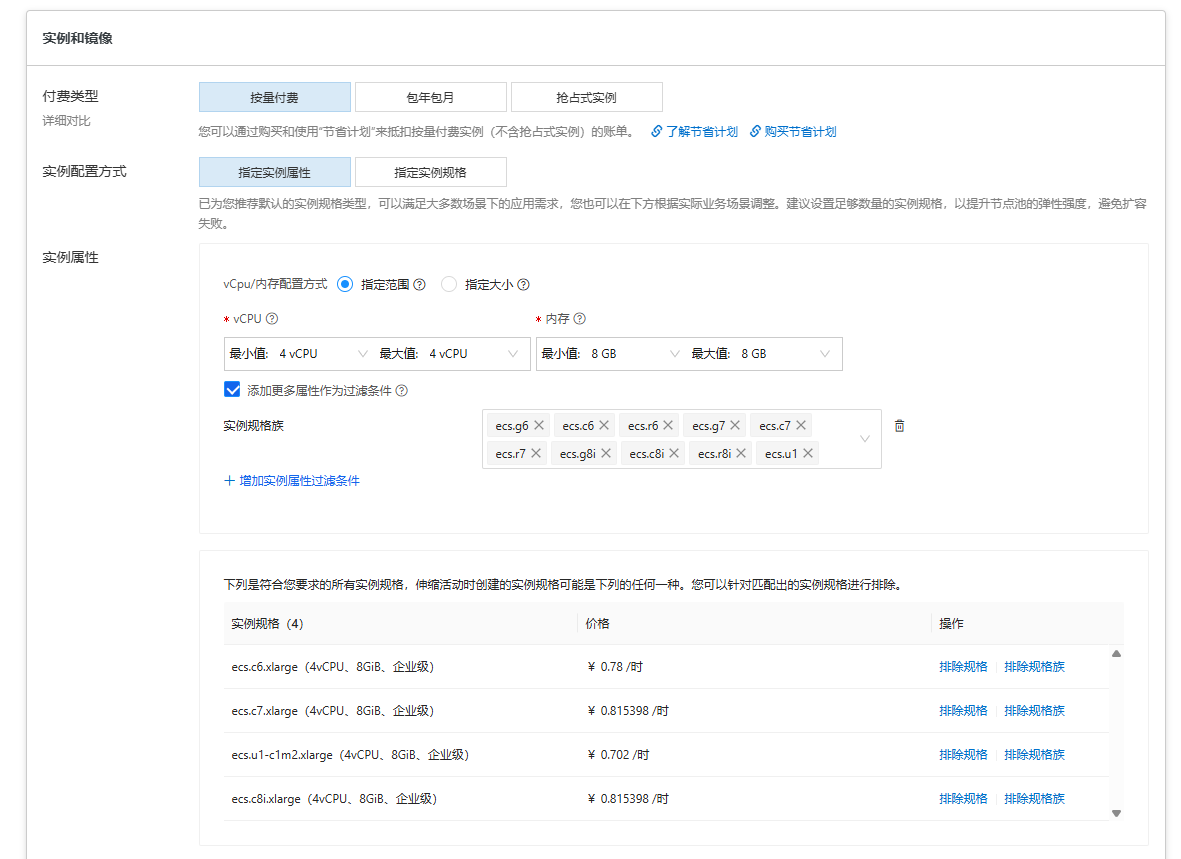 实例和镜像
付费类型
按量付费 包年包月 抢占式实例
详细对比
您可以通过购买和使用“节省计划”来抵扣按量付费实例（不含抢占式实例）的账单。 了解节省计划 购买节省计划
实例配置方式
指定实例属性 指定实例规格
已为您推荐默认的实例规格类型，可以满足大多数场景下的应用需求，您也可以在下方根据实际业务场景调整。建议设置足够数量的实例规格，以提升节点池的弹性强度，避免扩容
失败。
实例属性
vCpu/内存配置方式 指定范围 ? 指定大小 ?
* vCPU ? * 内存 ?
最小值: 4 vCPU 最大值: 4 vCPU 最小值: 8 GB 最大值: 8 GB
添加更多属性作为过滤条件 ?
实例规格族
ecs.g6 ecs.c6 ecs.r6 ecs.g7 ecs.c7
ecs.r7 ecs.g8i ecs.c8i ecs.r8i ecs.u1
+ 增加实例属性过滤条件
下列是符合您要求的所有实例规格，伸缩活动时创建的实例规格可能是下列的任何一种。您可以针对匹配出的实例规格进行排除。
实例规格（4） 价格 操作
ecs.c6.xlarge（4vCPU、8GiB、企业级） ¥ 0.78 /时 排除规格 排除规格族
ecs.c7.xlarge（4vCPU、8GiB、企业级） ¥ 0.815398 /时 排除规格 排除规格族
ecs.u1-c1m2.xlarge（4vCPU、8GiB、企业级） ¥ 0.702 /时 排除规格 排除规格族
ecs.c8i.xlarge（4vCPU、8GiB、企业级） ¥ 0.815398 /时 排除规格 排除规格族